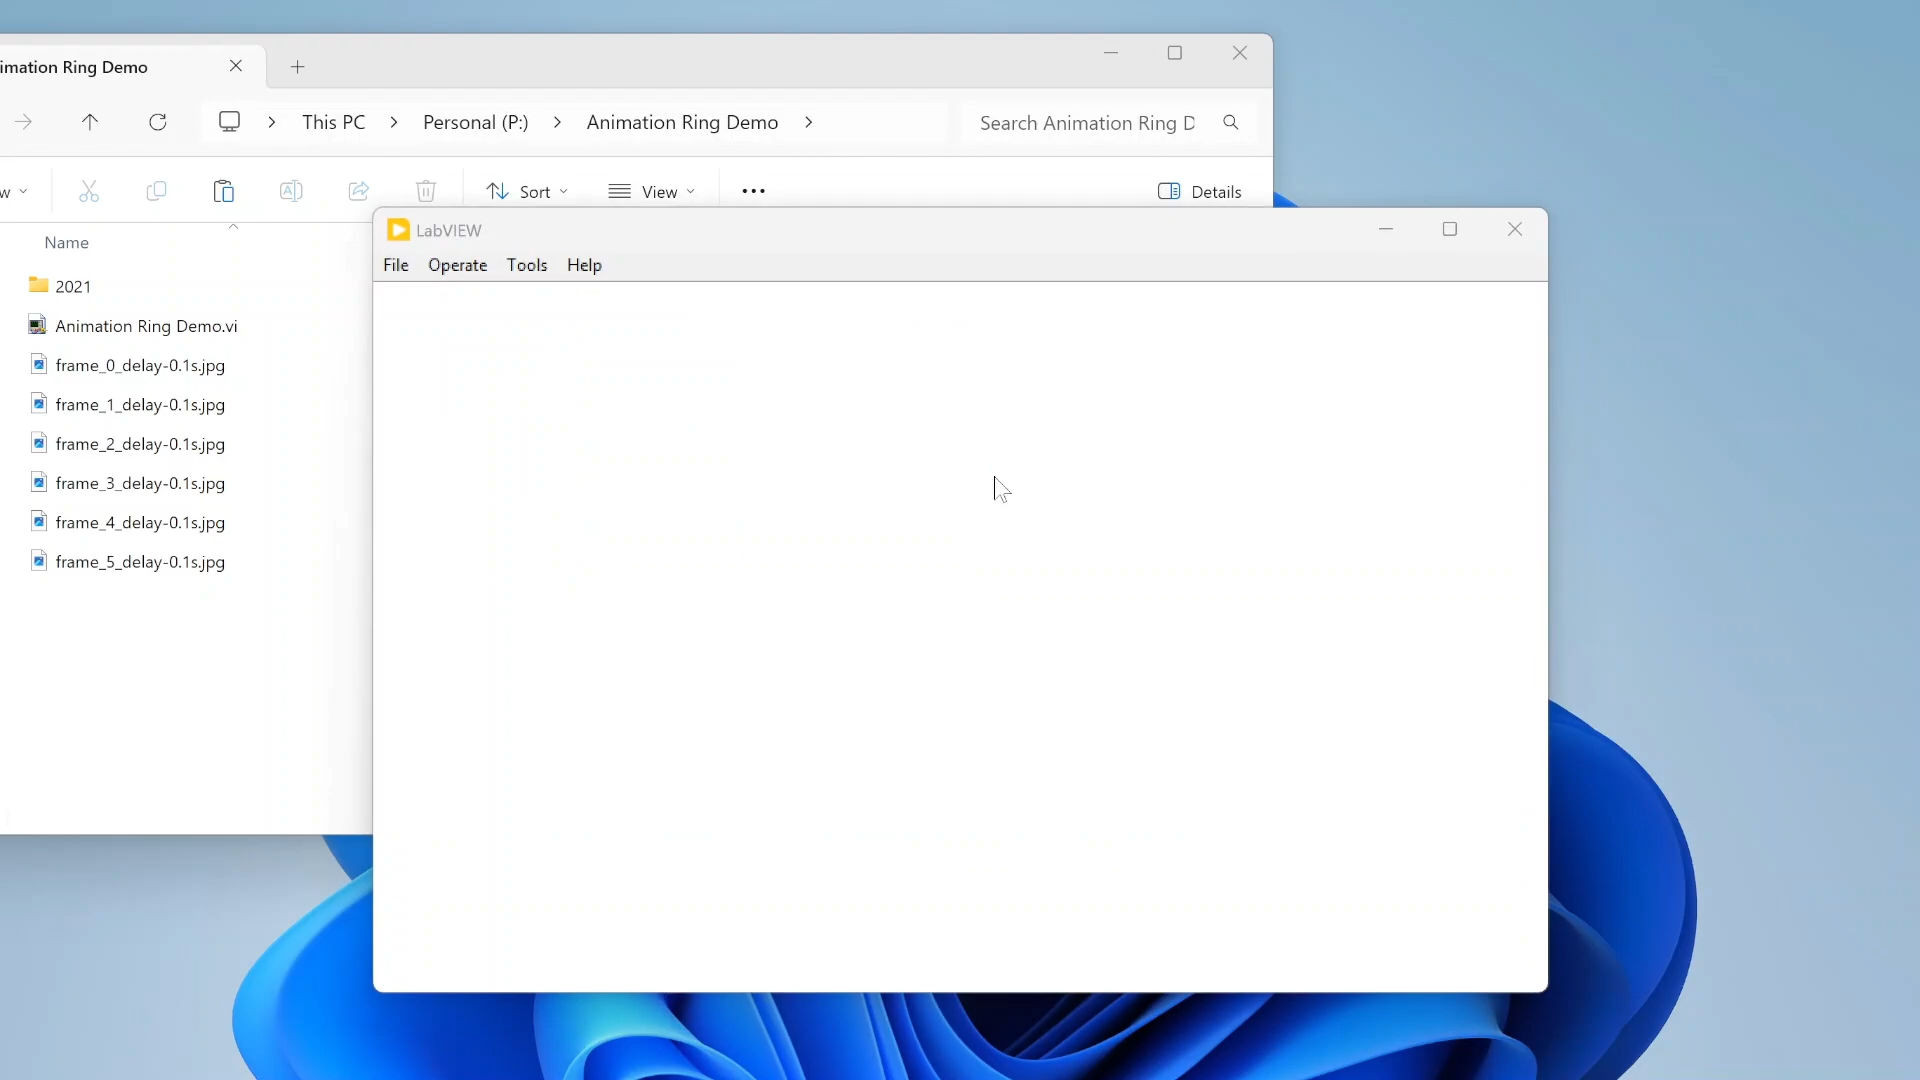 imation Ring Demo
This PC > Personal (P:) > Animation Ring Demo >
Search Animation Ring D
w
Sort
View
Details
Name
2021
Animation Ring Demo.vi
frame_0_delay-0.1s.jpg
frame_1_delay-0.1s.jpg
frame_2_delay-0.1s.jpg
frame_3_delay-0.1s.jpg
frame_4_delay-0.1s.jpg
frame_5_delay-0.1s.jpg
LabVIEW
File Operate Tools Help